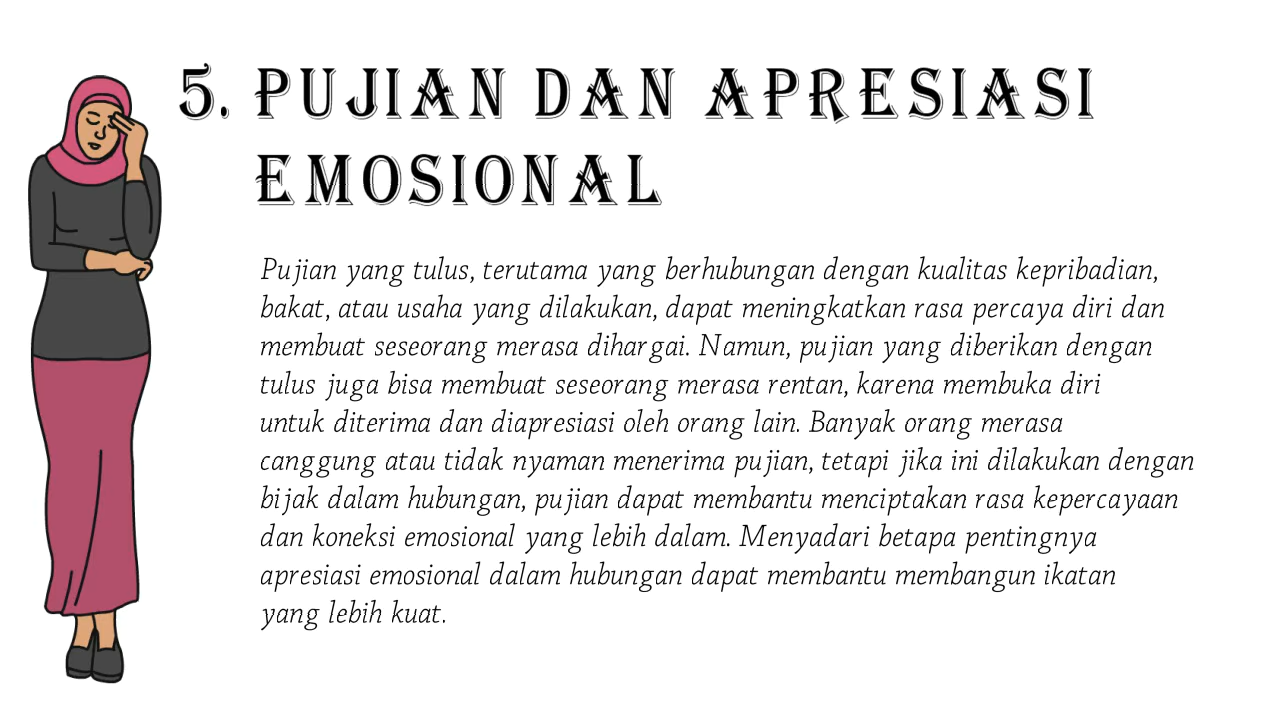 5. PUJIAN DAN APRESIASI
EMOSIONAL
Pujian yang tulus, terutama yang berhubungan dengan kualitas kepribadian,
bakat, atau usaha yang dilakukan, dapat meningkatkan rasa percaya diri dan
membuat seseorang merasa dihargai. Namun, pujian yang diberikan dengan
tulus juga bisa membuat seseorang merasa rentan, karena membuka diri
untuk diterima dan diapresiasi oleh orang lain. Banyak orang merasa
canggung atau tidak nyaman menerima pujian, tetapi jika ini dilakukan dengan
bijak dalam hubungan, pujian dapat membantu menciptakan rasa kepercayaan
dan koneksi emosional yang lebih dalam. Menyadari betapa pentingnya
apresiasi emosional dalam hubungan dapat membantu membangun ikatan
yang lebih kuat.